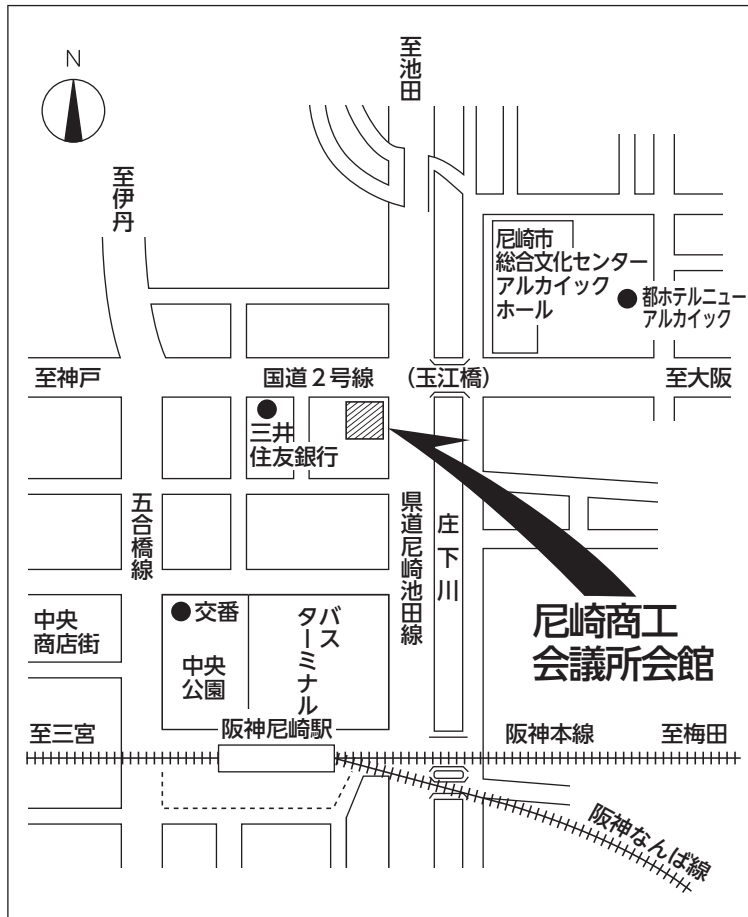 N
至池田
至伊丹
尼崎市
総合文化センター
アルカイック
ホール
都ホテルニュー
アルカイック
至神戸
国道2号線
(玉江橋)
至大阪
三井
住友銀行
五合橋線
県道尼崎池田線
庄下川
尼崎商工
会議所会館
中央
商店街
交番
中央
公園
バス
ターミナル
至三宮
阪神尼崎駅
阪神本線
至梅田
阪神なんば線